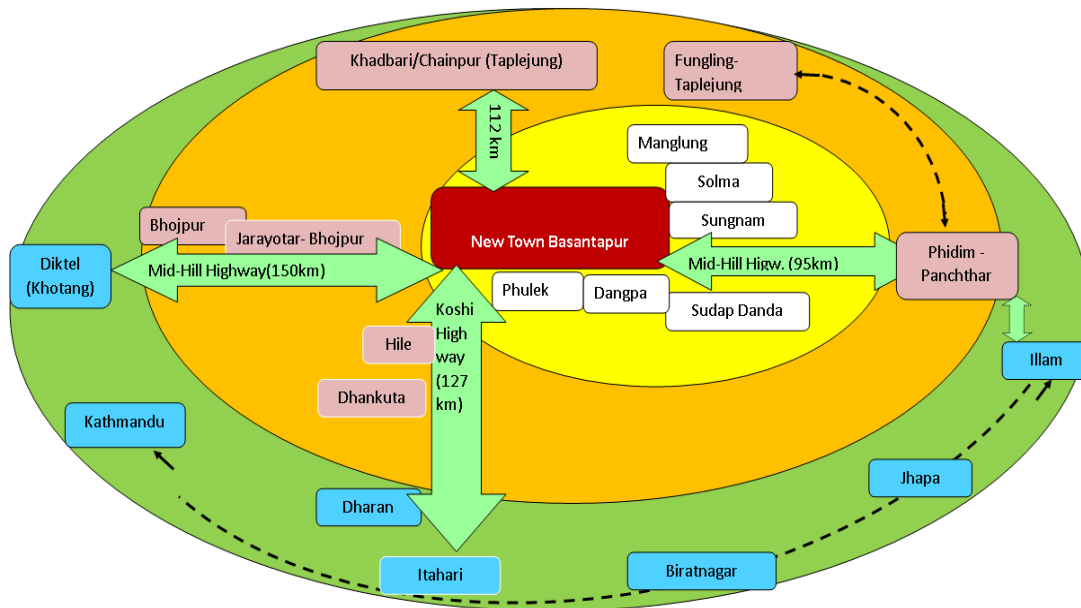 Khadbari/Chainpur (Taplejung)
Fungling-
Taplejung
112 km
Manglung
Solma
Sungnam
New Town Basantapur
Bhojpur
Jarayotar- Bhojpur
Diktel
(Khotang)
Mid-Hill Highway(150km)
Mid-Hill Higw. (95km)
Phidim -
Panchthar
Phulek
Dangpa
Sudap Danda
Koshi
High
way
(127
km)
Hile
Dhankuta
Illam
Kathmandu
Jhapa
Dharan
Itahari
Biratnagar